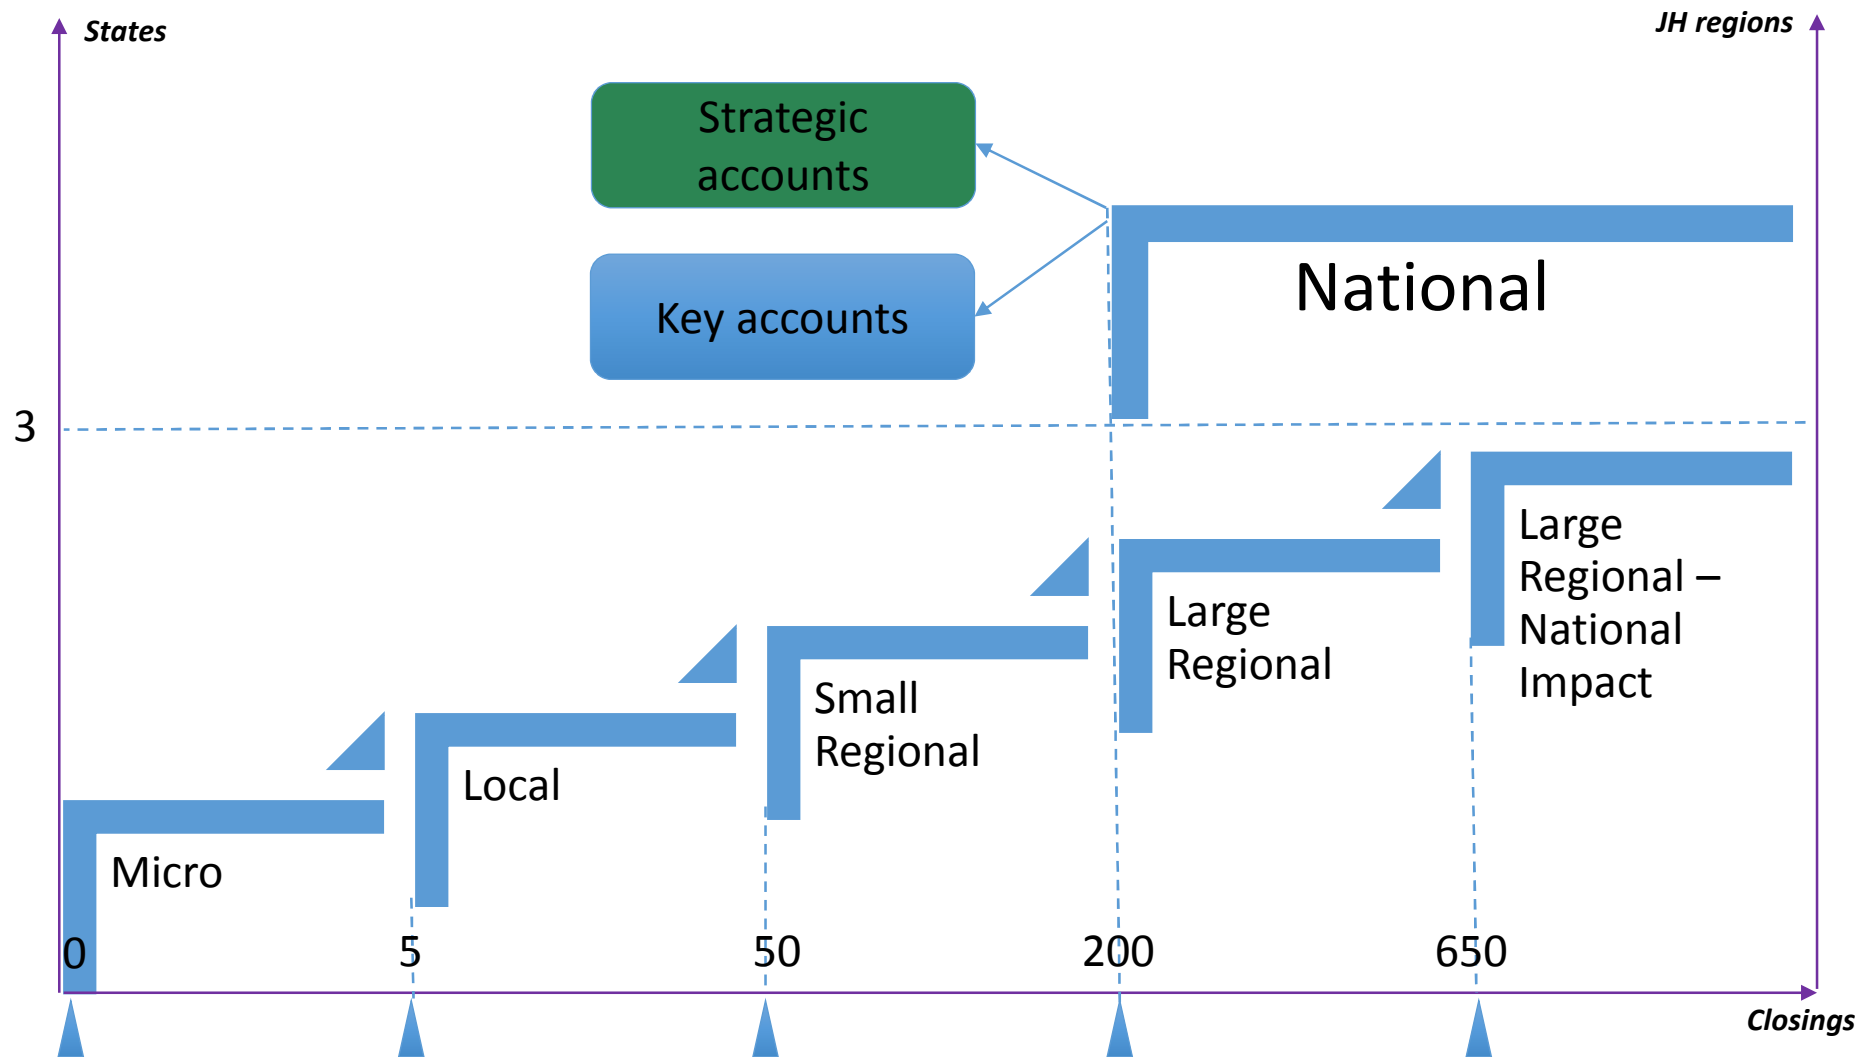 States
JH regions
Strategic
accounts
Key accounts
National
3
Large
Regional –
National
Impact
Large
Regional
Small
Regional
Local
Micro
0
5
50
200
650
Closings